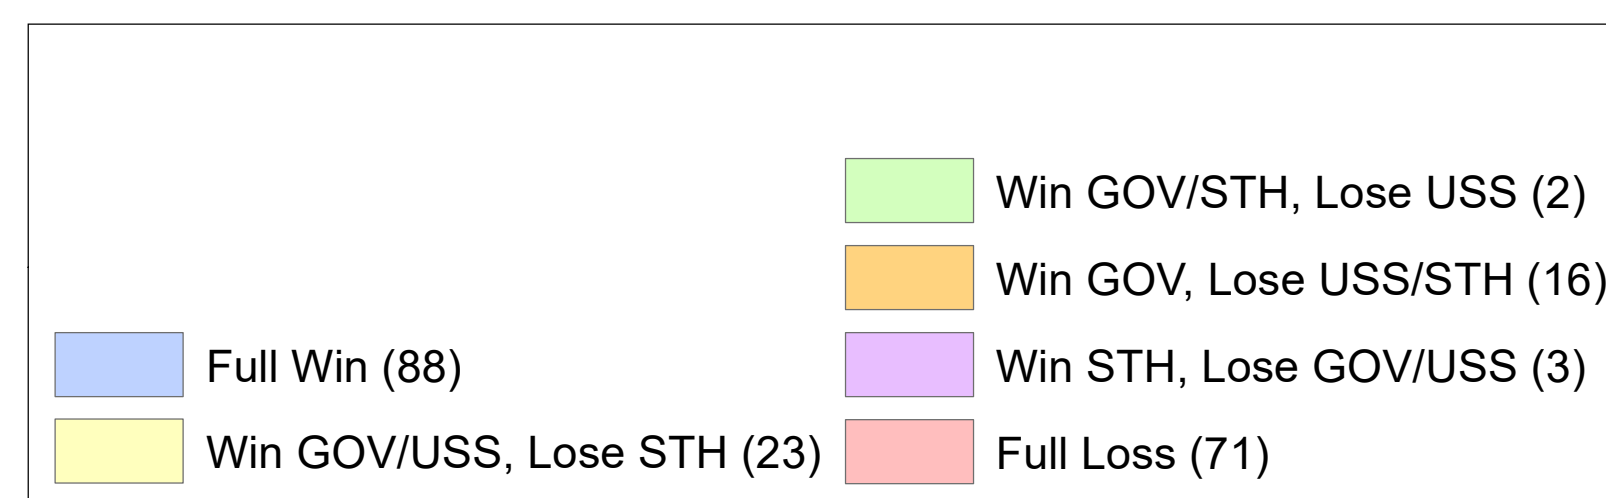 Full Win (88)
Win GOV/USS, Lose STH (23)
Win GOV/STH, Lose USS (2)
Win GOV, Lose USS/STH (16)
Win STH, Lose GOV/USS (3)
Full Loss (71)